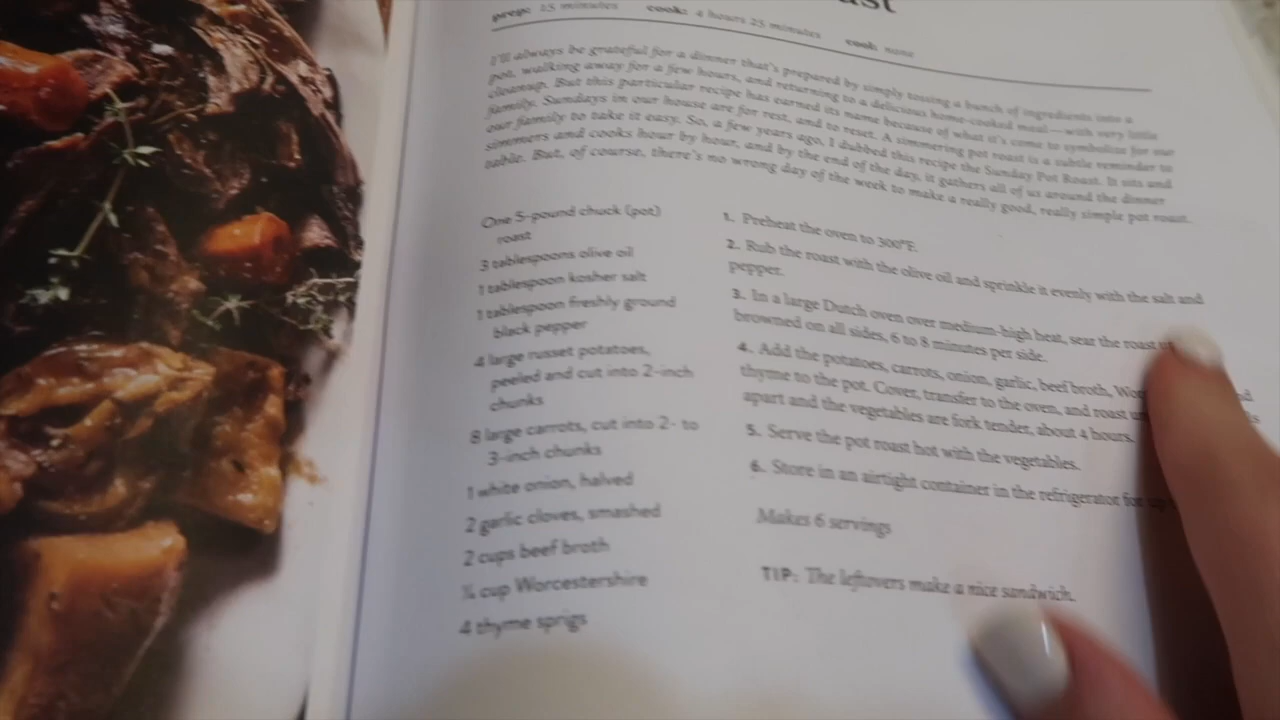 ast
prep: 15 minutes cook: 4 hours 25 minutes cool: none
I'll always be grateful for a dinner that's prepared by simply tossing a bunch of ingredients into a
pot, walking away for a few hours, and returning to a delicious home-cooked meal—with very little
cleanup. But this particular recipe has earned its name because of what it's come to symbolize for our
family. Sundays in our house are for rest, and to reset. A simmering pot roast is a subtle reminder to
our family to take it easy. So, a few years ago, I dubbed this recipe the Sunday Pot Roast. It sits and
simmers and cooks hour by hour, and by the end of the day, it gathers all of us around the dinner
table. But, of course, there's no wrong day of the week to make a really good, really simple pot roast.
One 5-pound chuck (pot)
roast
3 tablespoons olive oil
1 tablespoon kosher salt
1 tablespoon freshly ground
black pepper
4 large russet potatoes,
peeled and cut into 2-inch
chunks
8 large carrots, cut into 2- to
3-inch chunks
1 white onion, halved
2 garlic cloves, smashed
2 cups beef broth
cup Worcestershire
4 thyme sprigs
1. Preheat the oven to 300°F.
2. Rub the roast with the olive oil and sprinkle it evenly with the salt and
pepper.
3. In a large Dutch oven over medium-high heat, sear the roast
browned on all sides, 6 to 8 minutes per side.
4. Add the potatoes, carrots, onion, garlic, beef broth,
thyme to the pot. Cover, transfer to the oven, and roast
apart and the vegetables are fork tender, about 4 hours.
5. Serve the pot roast hot with the vegetables.
6. Store in an airtight container in the refrigerator for up
Makes 6 servings
TIP: The leftovers make a nice sandwich.